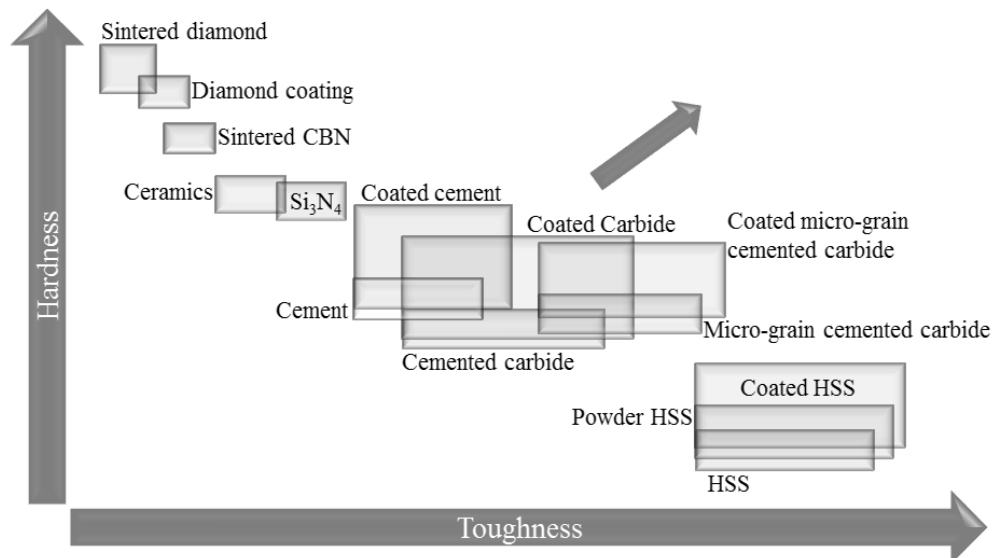 Sintered diamond
Diamond coating
Sintered CBN
Ceramics
Si₃N₄
Coated cement
Coated Carbide
Coated micro-grain
cemented carbide
Hardness
Cement
Micro-grain cemented carbide
Cemented carbide
Coated HSS
Powder HSS
HSS
Toughness